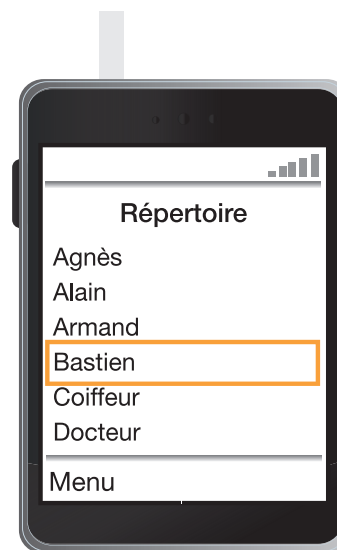 Répertoire
Agnès
Alain
Armand
Bastien
Coiffeur
Docteur
Menu